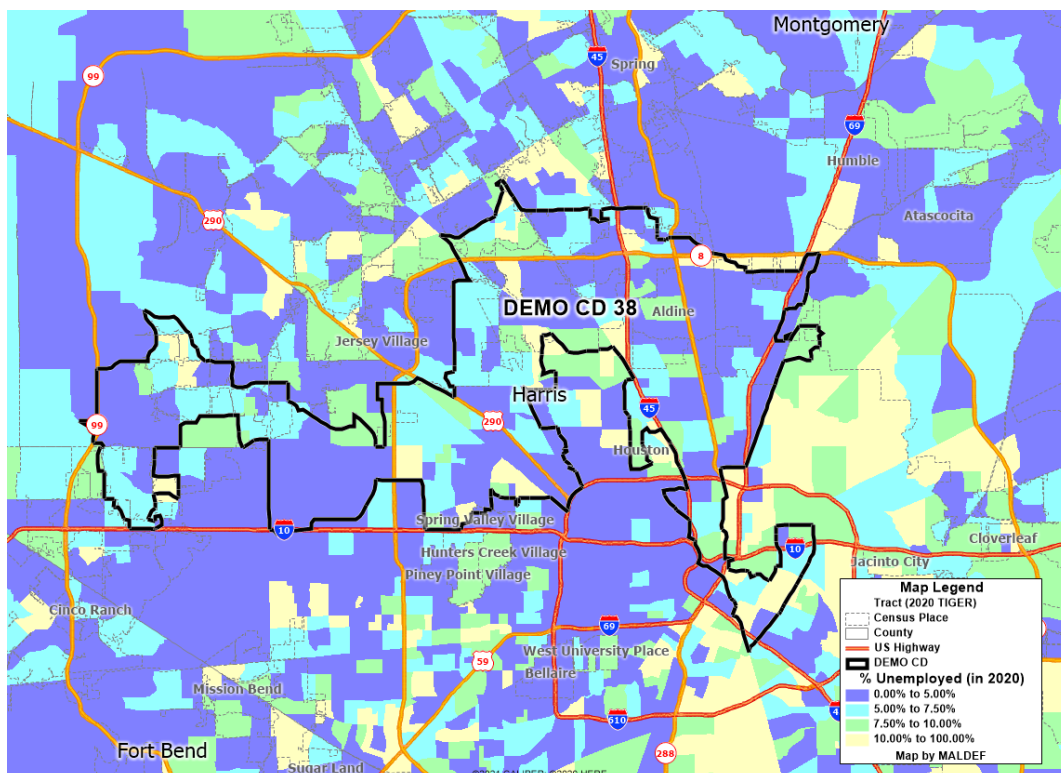 Montgomery
45
Spring
99
69
Humble
290
Atascocita
8
DEMO CD 38
Aldine
Jersey Village
Harris
45
99
290
Houston
Spring Valley Village
10
Hunters Creek Village
10
Cloverleaf
Jacinto City
Piney Point Village
Cinco Ranch
69
59
West University Place
Bellaire
Mission Bend
610
Fort Bend
288
Sugar Land
Map Legend
Tract (2020 TIGER)
Census Place
County
US Highway
DEMO CD
% Unemployed (in 2020)
0.00% to 5.00%
5.00% to 7.50%
7.50% to 10.00%
10.00% to 100.00%
Map by MALDEF